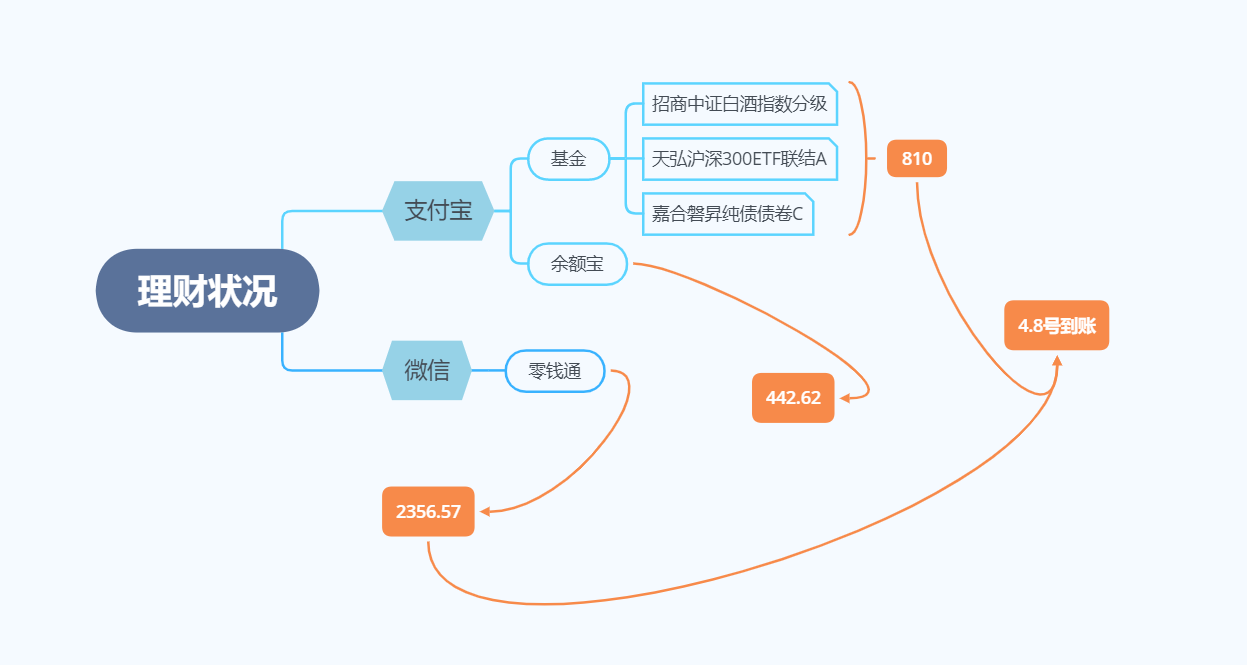 理财状况
支付宝
基金
招商中证白酒指数分级
天弘沪深300ETF联结A
嘉合磐昇纯债债卷C
810
余额宝
442.62
4.8号到账
微信
零钱通
2356.57